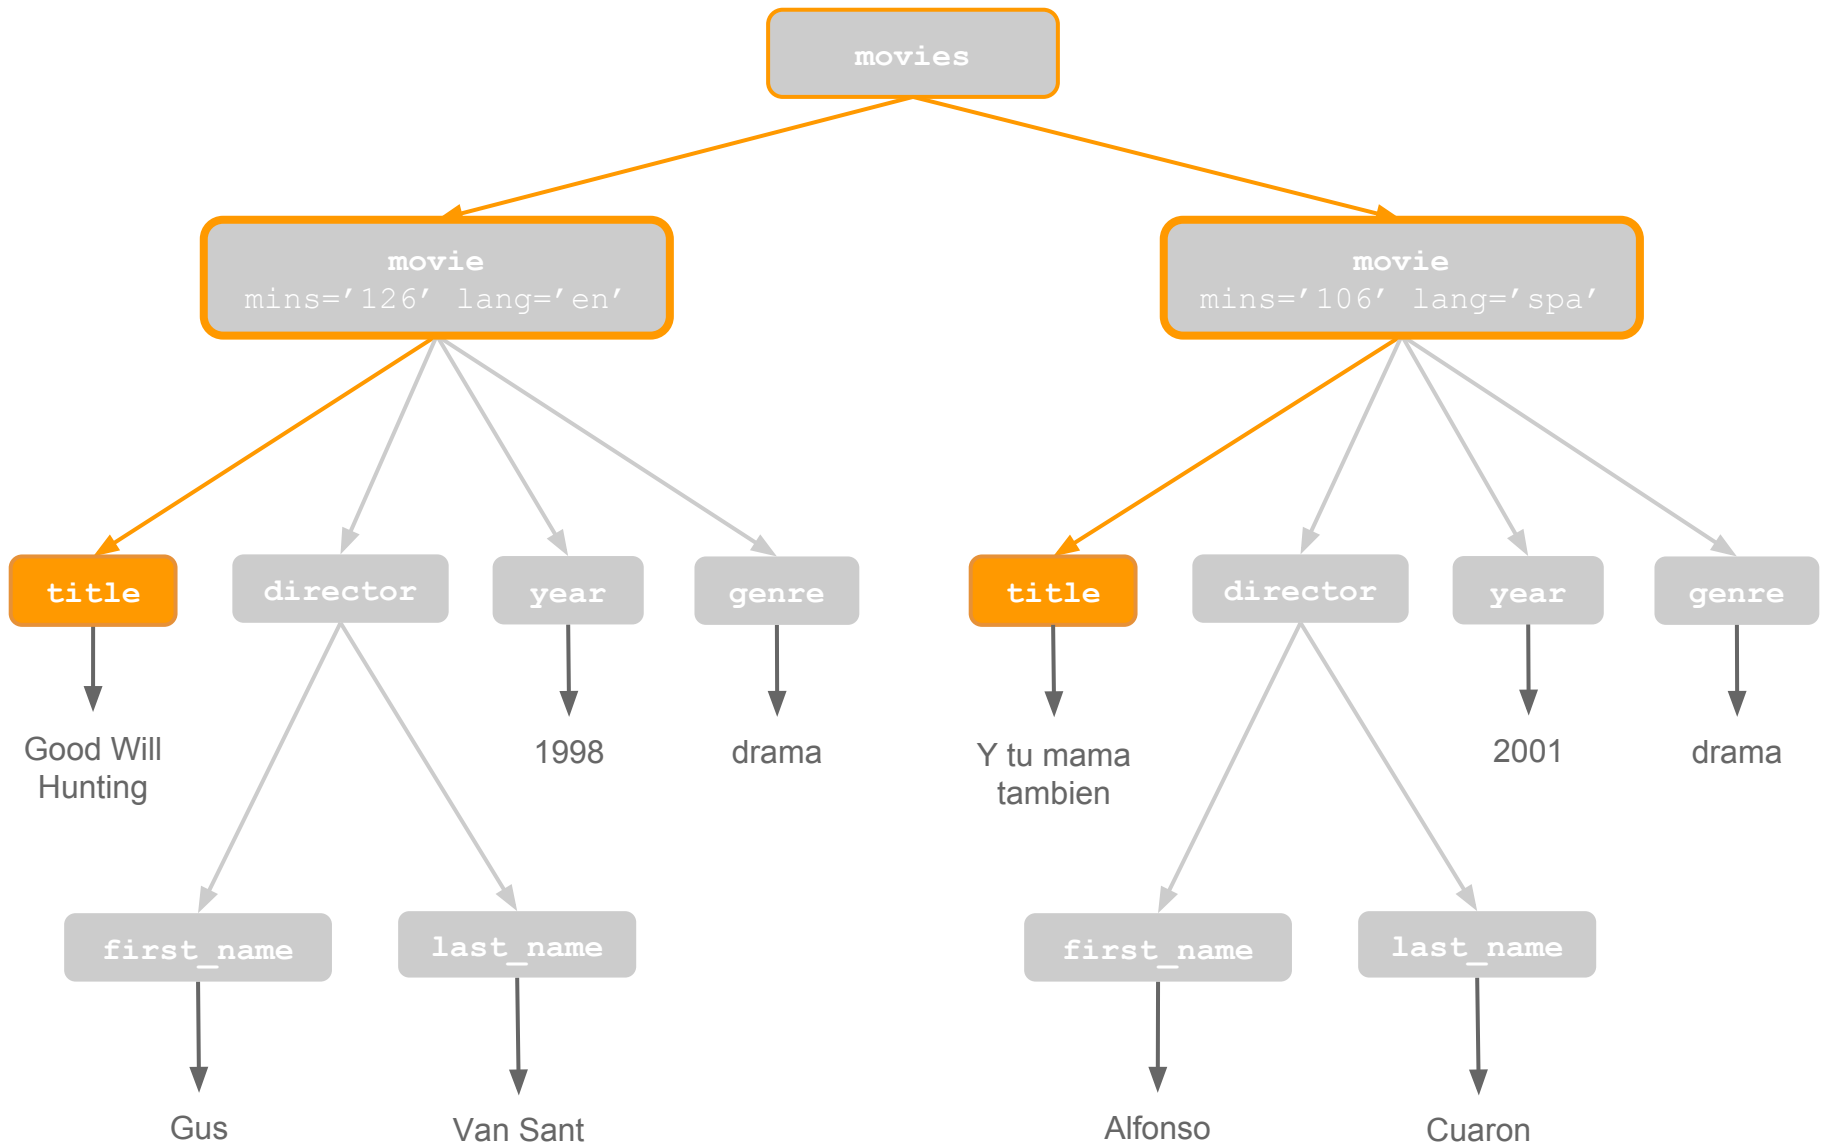 movies
movie
mins=’126’ lang=’en’
movie
mins=’106’ lang=’spa’
title
director
year
genre
title
director
year
genre
Good Will
Hunting
1998
drama
Y tu mama
tambien
2001
drama
first_name
last_name
first_name
last_name
Gus
Van Sant
Alfonso
Cuaron